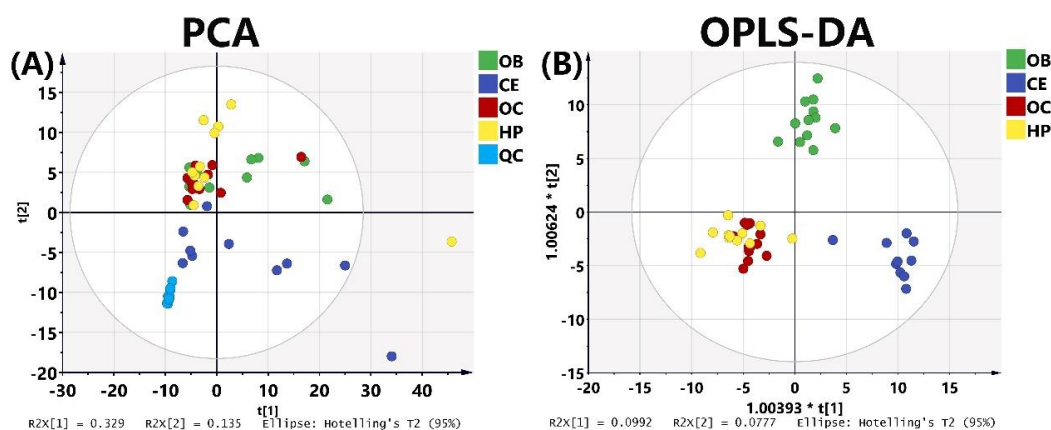 PCA
(A)
t[2]
15
10
5
0
-5
-10
-15
-20
-30
-20
-10
0
10
20
30
40
t[1]
R2X[1] = 0.329 R2X[2] = 0.135 Ellipse: Hotelling's T2 (95%)
OB
CE
OC
HP
QC
OPLS-DA
(B)
1.00624 * t[2]
10
5
0
-5
-10
-15
-20
-15
-10
-5
0
5
10
15
1.00393 * t[1]
R2X[1] = 0.0992 R2X[2] = 0.0777 Ellipse: Hotelling's T2 (95%)
OB
CE
OC
HP